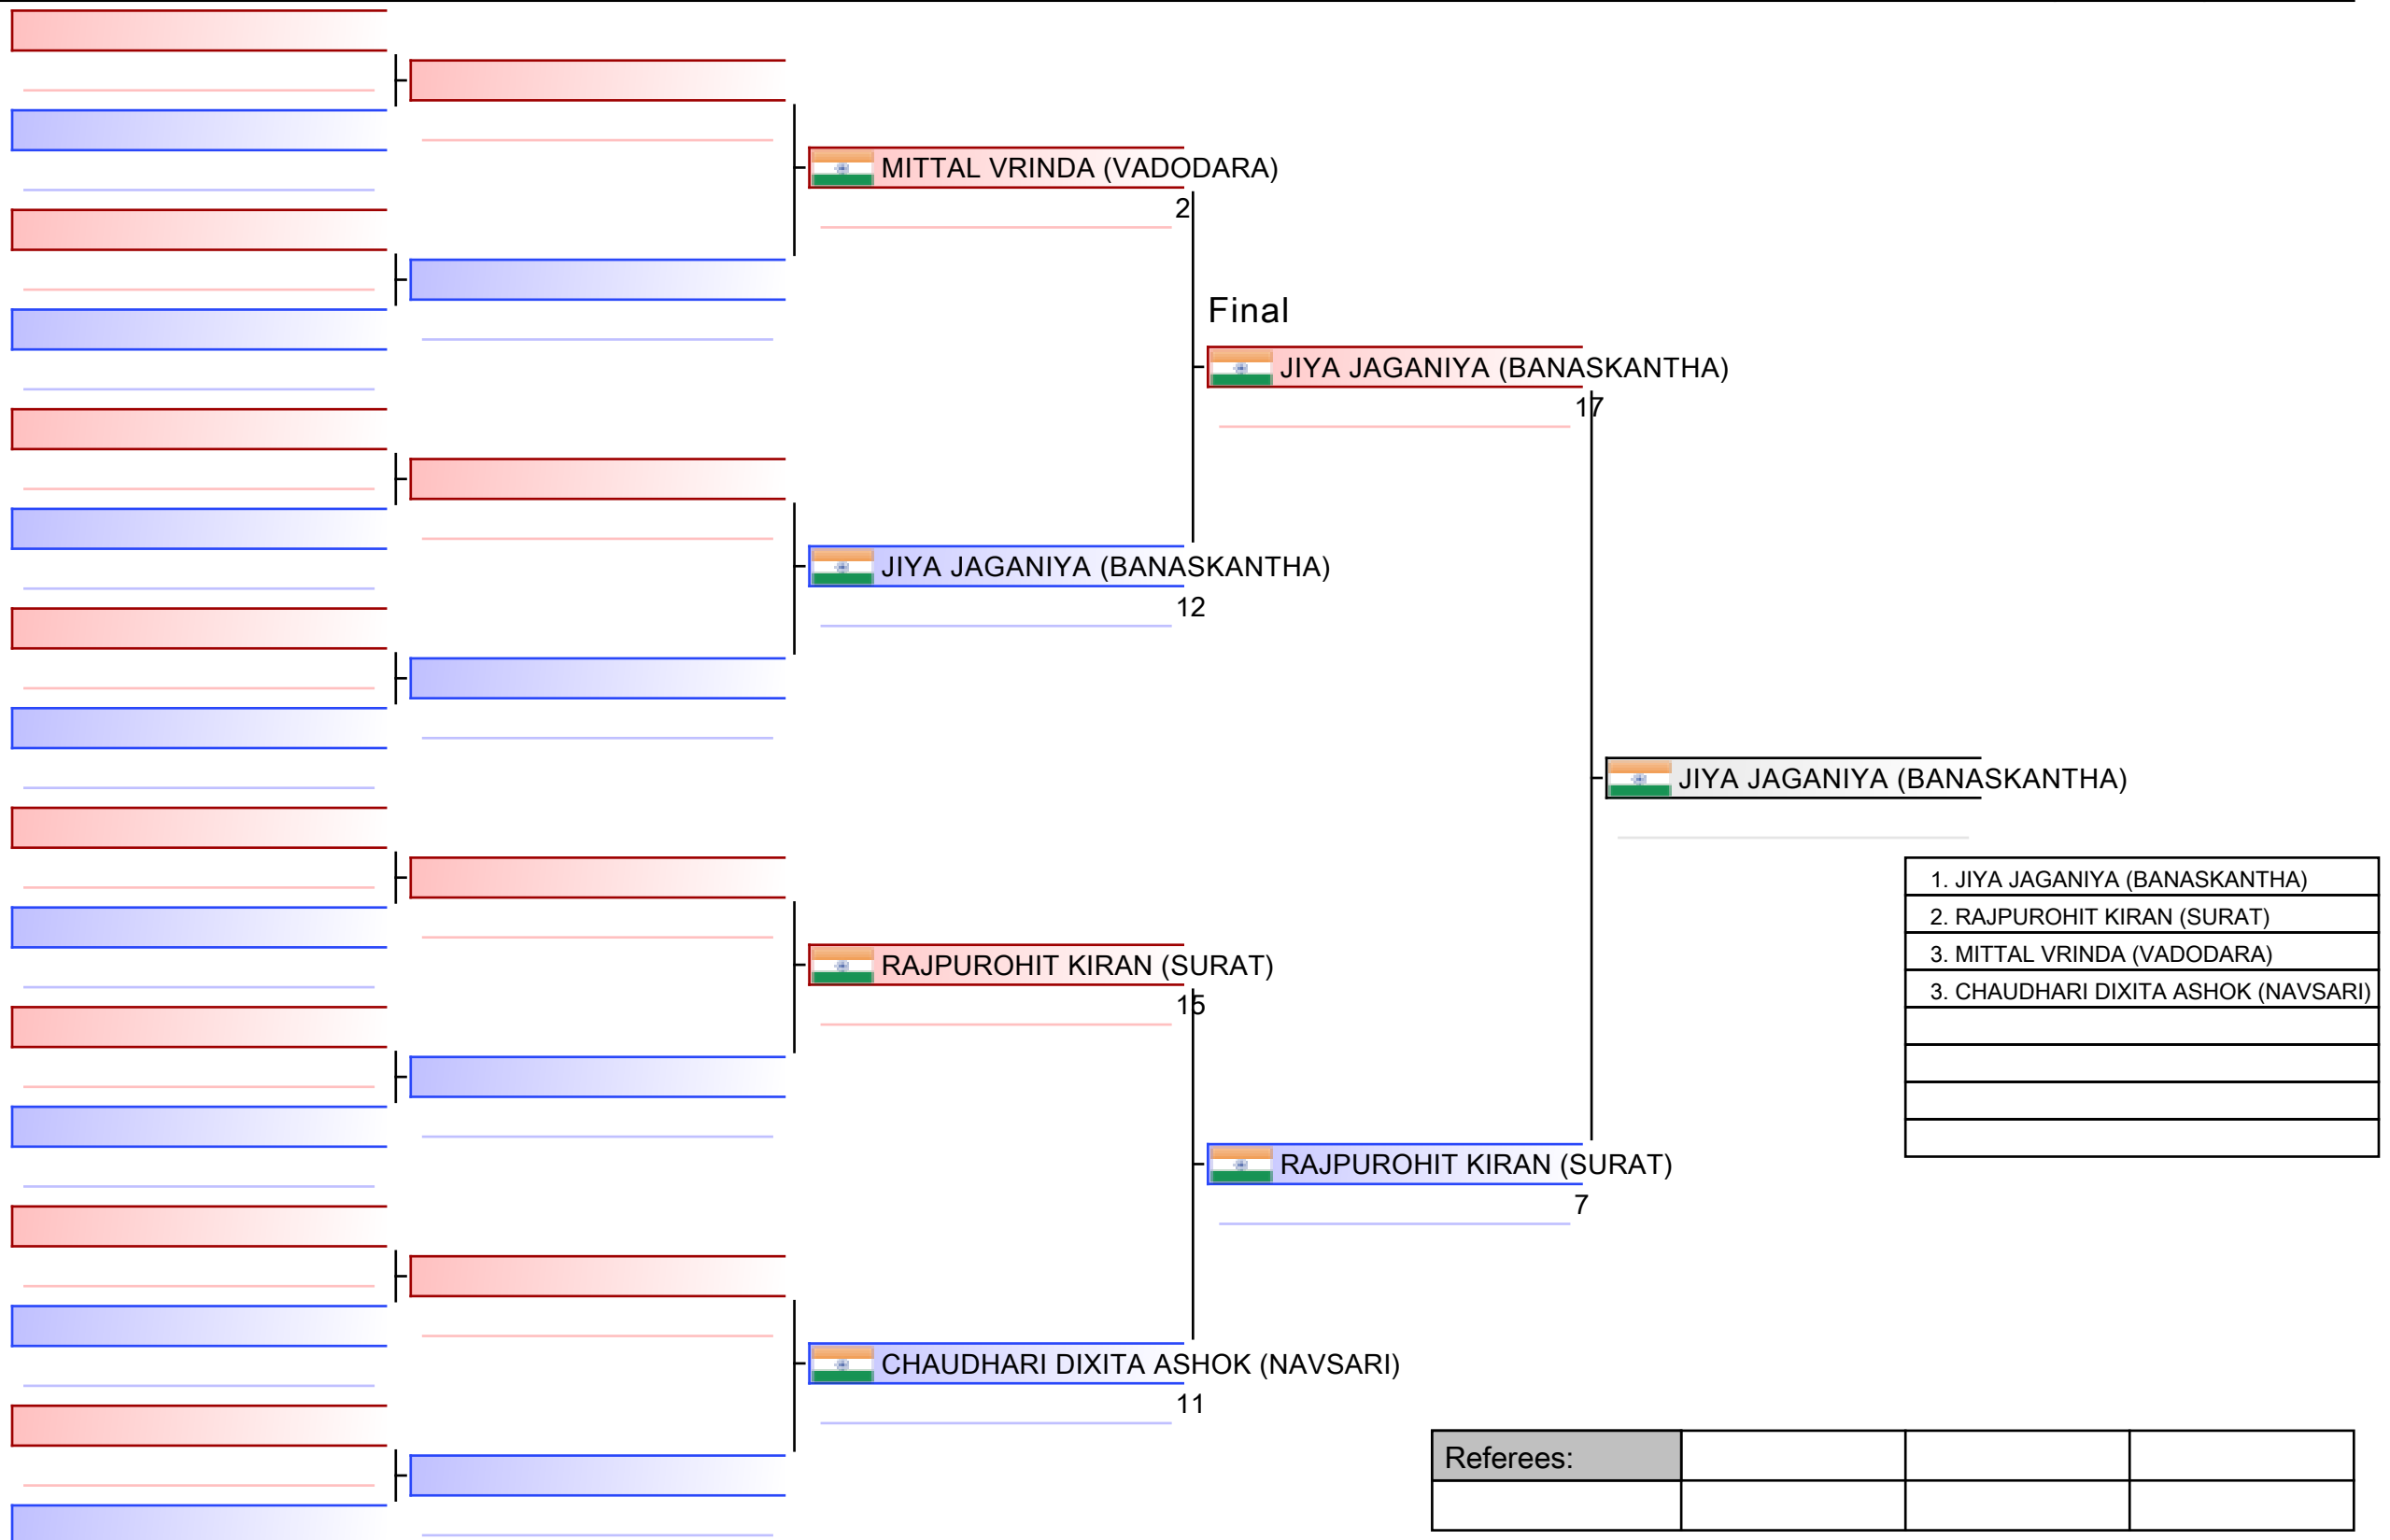 MITTAL VRINDA (VADODARA)
2
Final
JIYA JAGANIYA (BANASKANTHA)
17
JIYA JAGANIYA (BANASKANTHA)
12
JIYA JAGANIYA (BANASKANTHA)
1. JIYA JAGANIYA (BANASKANTHA)
2. RAJPUROHIT KIRAN (SURAT)
3. MITTAL VRINDA (VADODARA)
3. CHAUDHARI DIXITA ASHOK (NAVSARI)
RAJPUROHIT KIRAN (SURAT)
15
RAJPUROHIT KIRAN (SURAT)
7
CHAUDHARI DIXITA ASHOK (NAVSARI)
11
Referees: